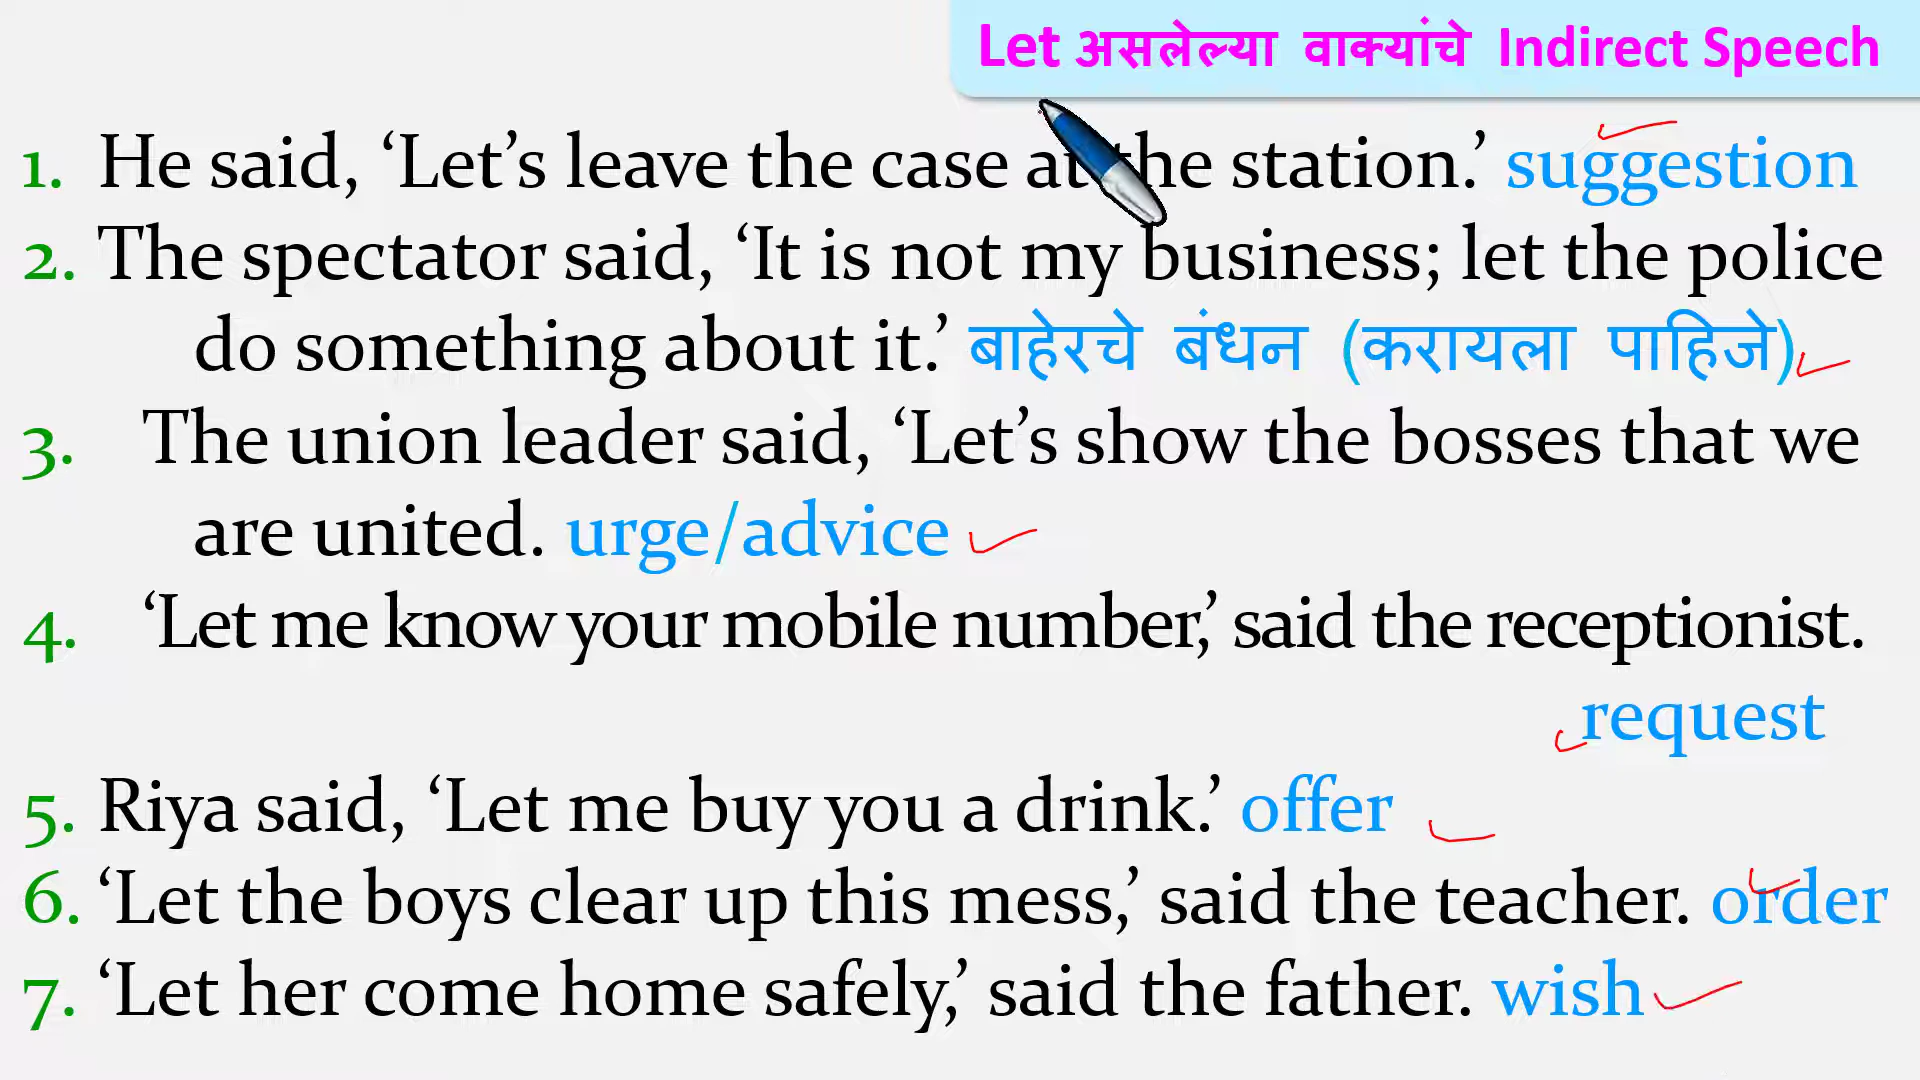 Let असलेल्या वाक्यांचे Indirect Speech
1. He said, ‘Let’s leave the case at the station.’ suggestion
2. The spectator said, ‘It is not my business; let the police
do something about it.’ बाहेरचे बंधन (करायला पाहिजे)
3. The union leader said, ‘Let’s show the bosses that we
are united. urge/advice
4. ‘Let me know your mobile number,’ said the receptionist.
request
5. Riya said, ‘Let me buy you a drink.’ offer
6. ‘Let the boys clear up this mess,’ said the teacher. order
7. ‘Let her come home safely,’ said the father. wish